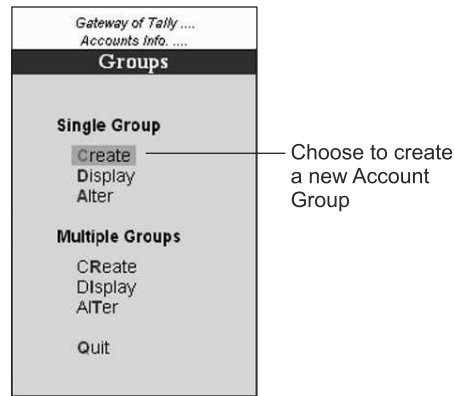 Gateway of Tally ....
Accounts Info. ....
Groups
Single Group
Create
Display
Alter
Multiple Groups
CReate
DIsplay
AlTer
Quit
Choose to create
a new Account
Group